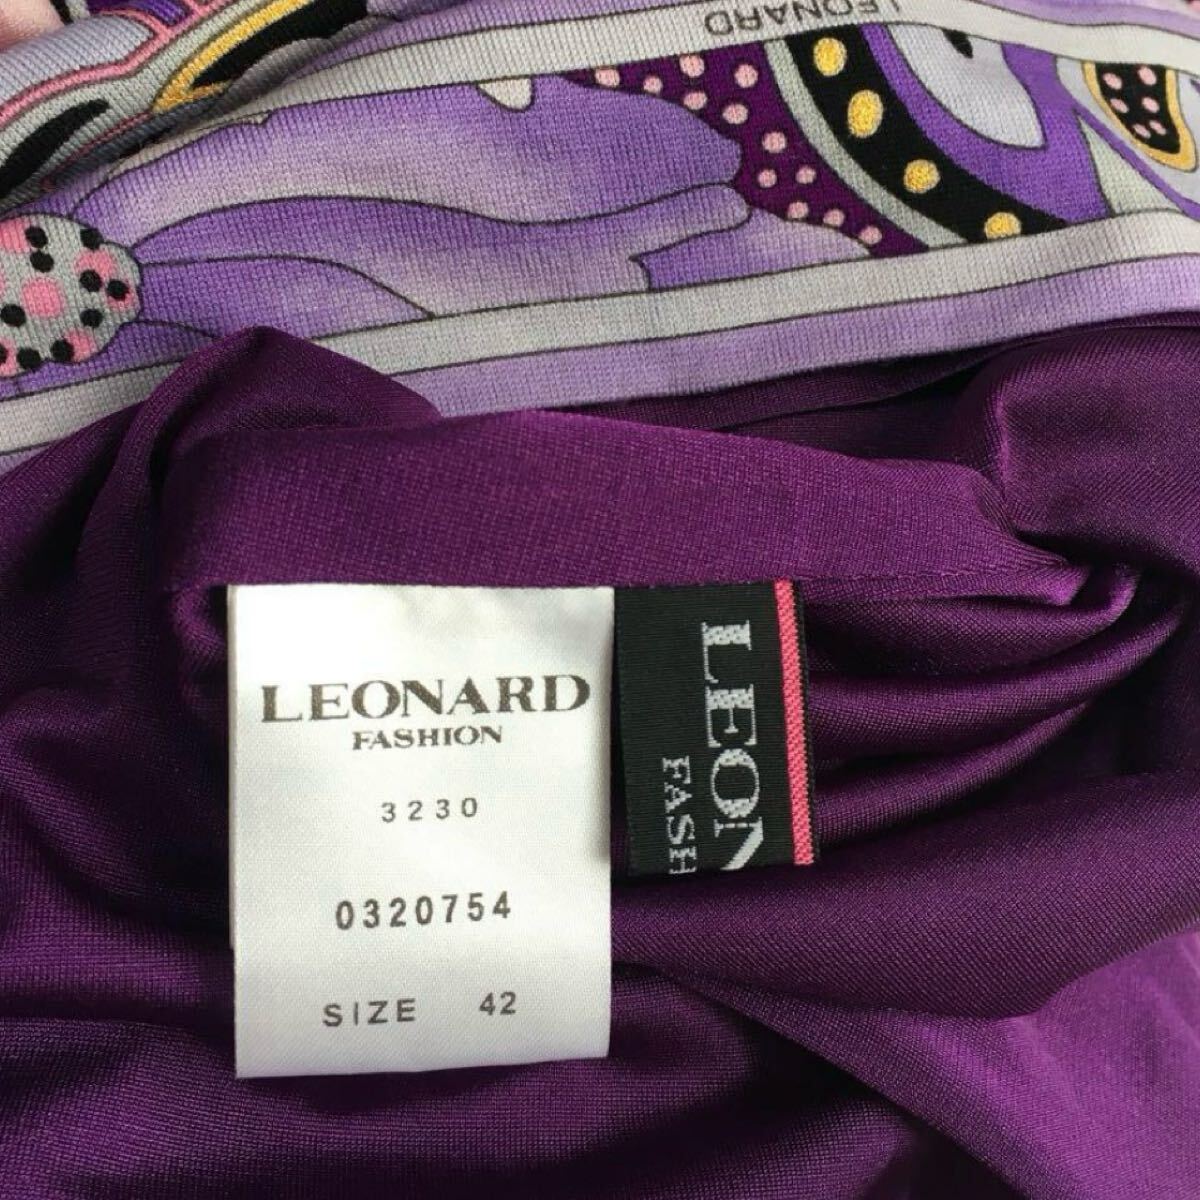 LEONARD
LEONARD
FASHION
3230
0320754
SIZE 42
LEON
FASH